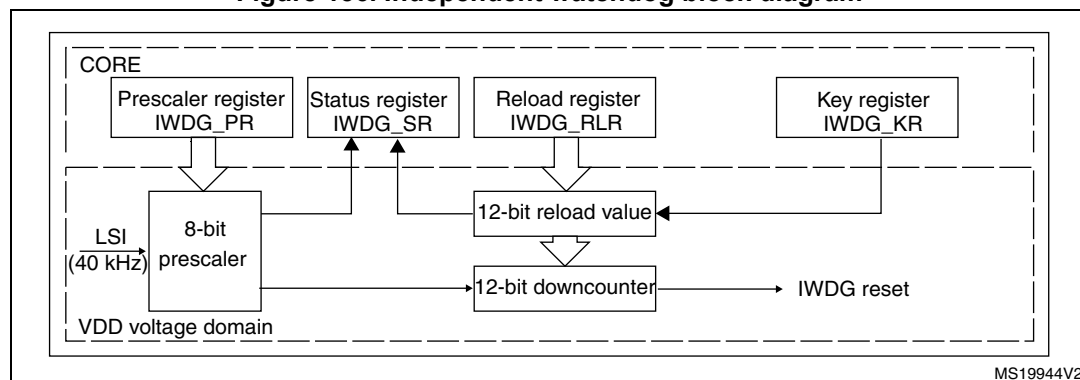 Figure Independent watchdog block diagram
CORE
Prescaler register
IWDG_PR
Status register
IWDG_SR
Reload register
IWDG_RLR
Key register
IWDG_KR
LSI
(40 kHz)
8-bit
prescaler
12-bit reload value
12-bit downcounter
IWDG reset
VDD voltage domain
MS19944V2